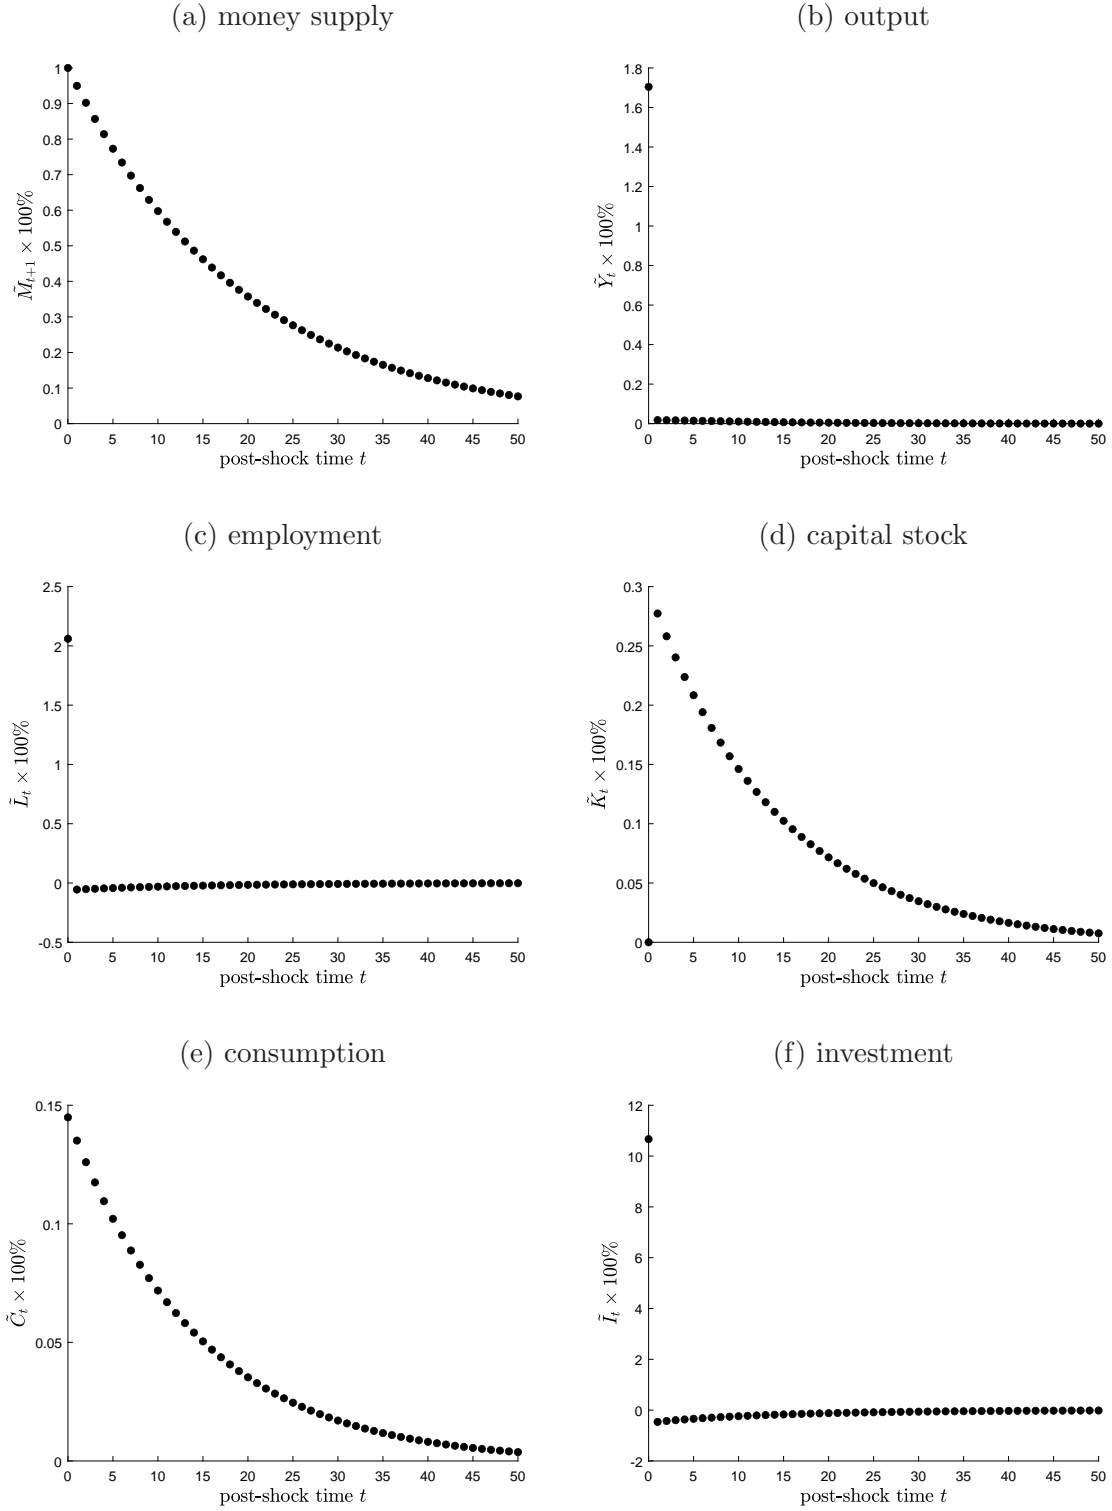 (a) money supply
1
0.9
0.8
0.7
0.6
0.5
0.4
0.3
0.2
0.1
0
M̃_{t+1} × 100%
0 5 10 15 20 25 30 35 40 45 50
post-shock time t
(b) output
1.8
1.6
1.4
1.2
1
0.8
0.6
0.4
0.2
0
Ỹ_t × 100%
0 5 10 15 20 25 30 35 40 45 50
post-shock time t
(c) employment
2.5
2
1.5
1
0.5
0
-0.5
L̃_t × 100%
0 5 10 15 20 25 30 35 40 45 50
post-shock time t
(d) capital stock
0.3
0.25
0.2
0.15
0.1
0.05
0
K̃_t × 100%
0 5 10 15 20 25 30 35 40 45 50
post-shock time t
(e) consumption
0.15
0.1
0.05
0
C̃_t × 100%
0 5 10 15 20 25 30 35 40 45 50
post-shock time t
(f) investment
12
10
8
6
4
2
0
-2
Ĩ_t × 100%
0 5 10 15 20 25 30 35 40 45 50
post-shock time t